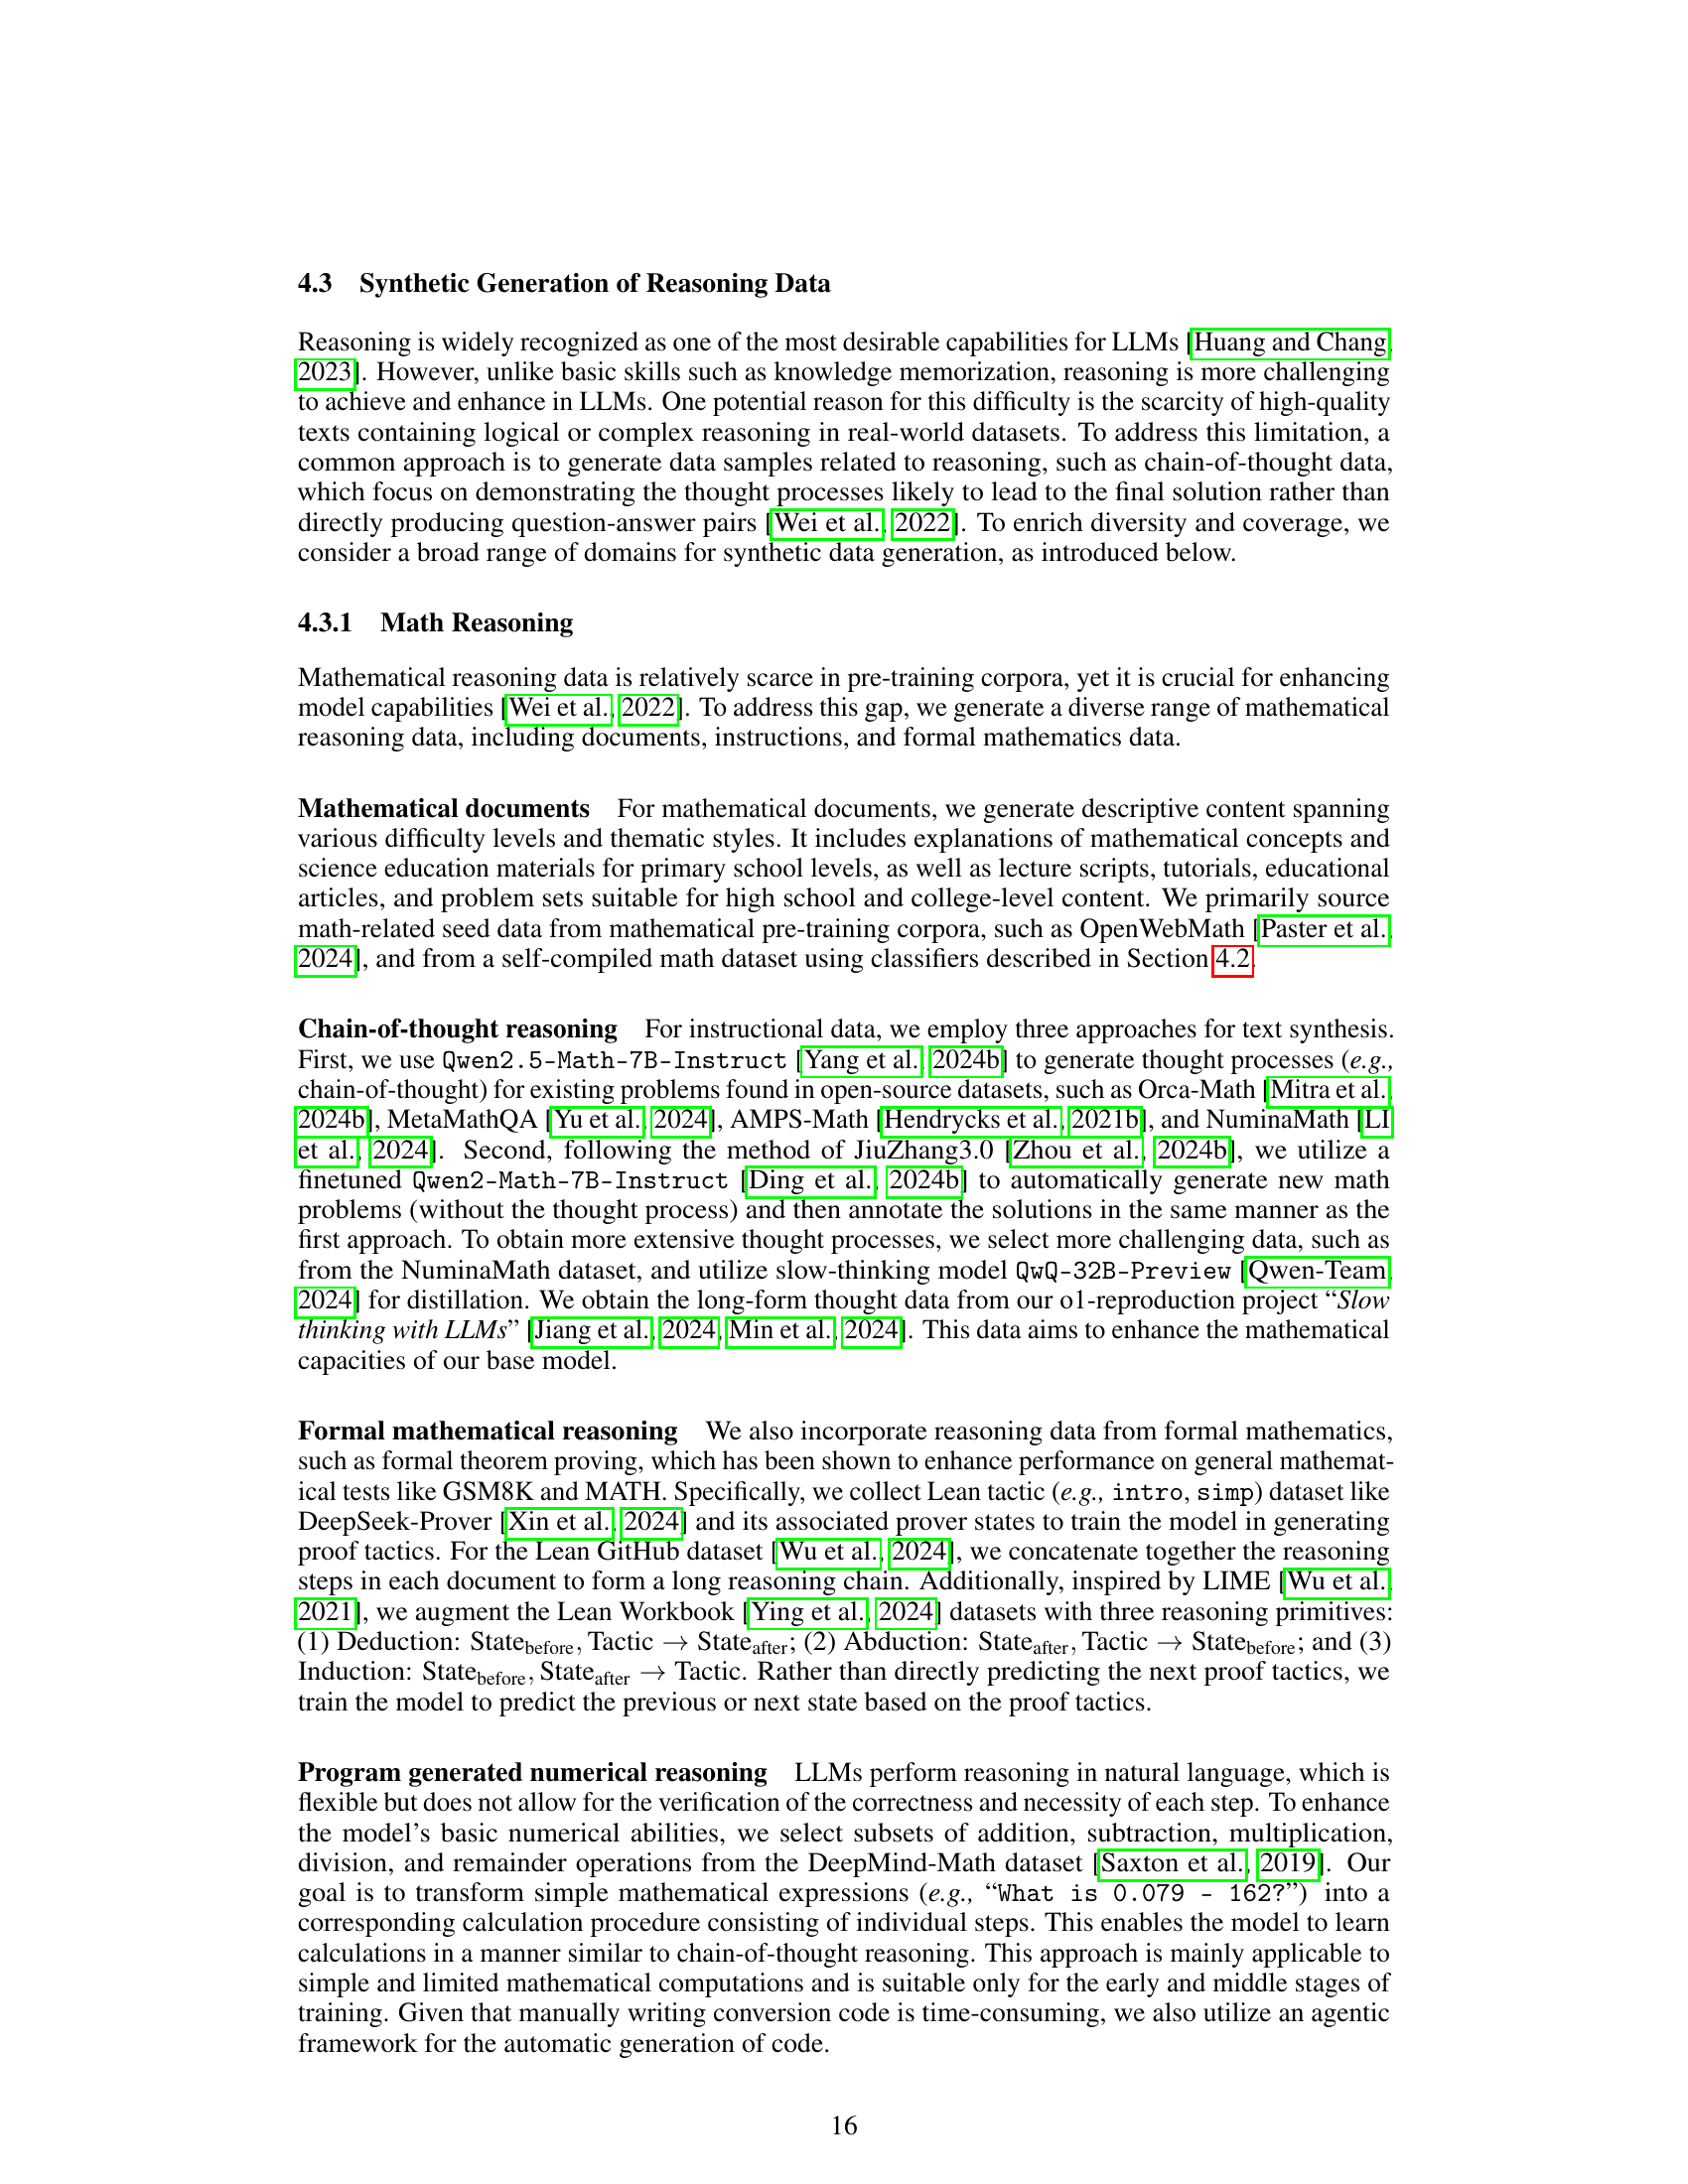 4.3 Synthetic Generation of Reasoning Data
Reasoning is widely recognized as one of the most desirable capabilities for LLMs [Huang and Chang,
2023]. However, unlike basic skills such as knowledge memorization, reasoning is more challenging
to achieve and enhance in LLMs. One potential reason for this difficulty is the scarcity of high-quality
texts containing logical or complex reasoning in real-world datasets. To address this limitation, a
common approach is to generate data samples related to reasoning, such as chain-of-thought data,
which focus on demonstrating the thought processes likely to lead to the final solution rather than
directly producing question-answer pairs [Wei et al., 2022]. To enrich diversity and coverage, we
consider a broad range of domains for synthetic data generation, as introduced below.
4.3.1 Math Reasoning
Mathematical reasoning data is relatively scarce in pre-training corpora, yet it is crucial for enhancing
model capabilities [Wei et al., 2022]. To address this gap, we generate a diverse range of mathematical
reasoning data, including documents, instructions, and formal mathematics data.
Mathematical documents For mathematical documents, we generate descriptive content spanning
various difficulty levels and thematic styles. It includes explanations of mathematical concepts and
science education materials for primary school levels, as well as lecture scripts, tutorials, educational
articles, and problem sets suitable for high school and college-level content. We primarily source
math-related seed data from mathematical pre-training corpora, such as OpenWebMath [Paster et al.,
2024], and from a self-compiled math dataset using classifiers described in Section 4.2.
Chain-of-thought reasoning For instructional data, we employ three approaches for text synthesis.
First, we use Qwen2.5-Math-7B-Instruct [Yang et al., 2024b] to generate thought processes (e.g.,
chain-of-thought) for existing problems found in open-source datasets, such as Orca-Math [Mitra et al.,
2024b], MetaMathQA [Yu et al., 2024], AMPS-Math [Hendrycks et al., 2021b], and NuminaMath [LI
et al., 2024]. Second, following the method of JiuZhang3.0 [Zhou et al., 2024b], we utilize a
finetuned Qwen2-Math-7B-Instruct [Ding et al., 2024b] to automatically generate new math
problems (without the thought process) and then annotate the solutions in the same manner as the
first approach. To obtain more extensive thought processes, we select more challenging data, such as
from the NuminaMath dataset, and utilize slow-thinking model QwQ-32B-Preview [Qwen-Team,
2024] for distillation. We obtain the long-form thought data from our o1-reproduction project “Slow
thinking with LLMs” [Jiang et al., 2024, Min et al., 2024]. This data aims to enhance the mathematical
capacities of our base model.
Formal mathematical reasoning We also incorporate reasoning data from formal mathematics,
such as formal theorem proving, which has been shown to enhance performance on general mathemat-
ical tests like GSM8K and MATH. Specifically, we collect Lean tactic (e.g., intro, simp) dataset like
DeepSeek-Prover [Xin et al., 2024] and its associated prover states to train the model in generating
proof tactics. For the Lean GitHub dataset [Wu et al., 2024], we concatenate together the reasoning
steps in each document to form a long reasoning chain. Additionally, inspired by LIME [Wu et al.,
2021], we augment the Lean Workbook [Ying et al., 2024] datasets with three reasoning primitives:
(1) Deduction: State_before, Tactic → State_after; (2) Abduction: State_after, Tactic → State_before; and (3)
Induction: State_before, State_after → Tactic. Rather than directly predicting the next proof tactics, we
train the model to predict the previous or next state based on the proof tactics.
Program generated numerical reasoning LLMs perform reasoning in natural language, which is
flexible but does not allow for the verification of the correctness and necessity of each step. To enhance
the model's basic numerical abilities, we select subsets of addition, subtraction, multiplication,
division, and remainder operations from the DeepMind-Math dataset [Saxton et al., 2019]. Our
goal is to transform simple mathematical expressions (e.g., “What is 0.079 - 162?”) into a
corresponding calculation procedure consisting of individual steps. This enables the model to learn
calculations in a manner similar to chain-of-thought reasoning. This approach is mainly applicable to
simple and limited mathematical computations and is suitable only for the early and middle stages of
training. Given that manually writing conversion code is time-consuming, we also utilize an agentic
framework for the automatic generation of code.
16